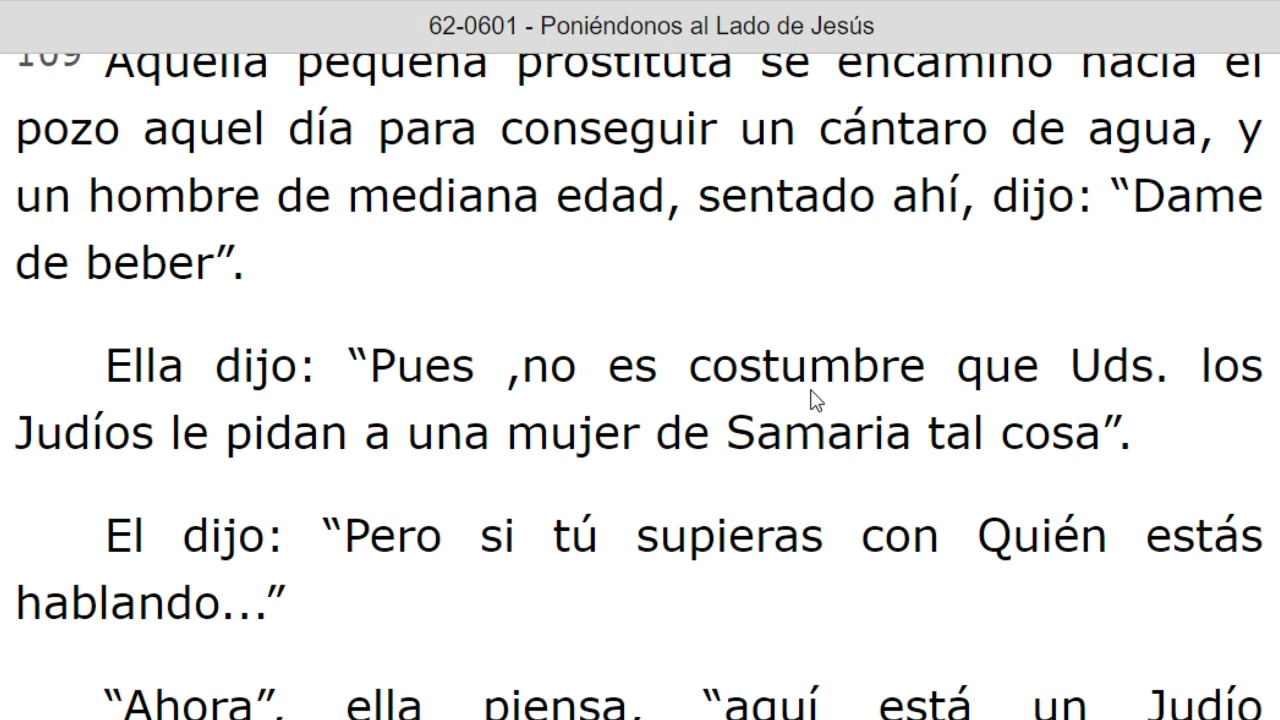 62-0601 - Poniéndonos al Lado de Jesús
109 Aquella pequeña prostituta se encaminó hacia el
pozo aquel día para conseguir un cántaro de agua, y
un hombre de mediana edad, sentado ahí, dijo: “Dame
de beber”.
Ella dijo: “Pues ,no es costumbre que Uds. los
Judíos le pidan a una mujer de Samaria tal cosa”.
El dijo: “Pero si tú supieras con Quién estás
hablando...”
“Ahora”, ella piensa, “aquí está un Judío